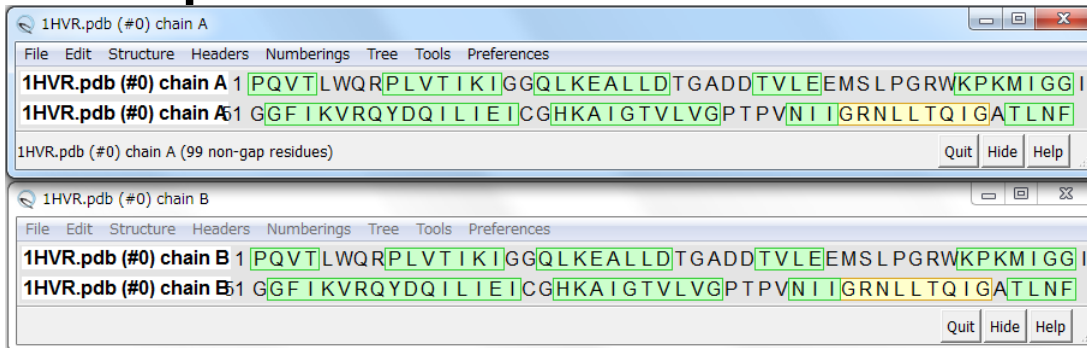 1HVR.pdb (#0) chain A
File Edit Structure Headers Numberings Tree Tools Preferences
1HVR.pdb (#0) chain A 1 PQVTLWQRPLVTIKIGGQLKEALLDTGADDTVLEEMSLPGRWKPKMIGGI
1HVR.pdb (#0) chain A 51 GGFIKVRQYDQILIEICGHKAIGTVLVGPTPVNIIGRNLLTQIGATLNF
1HVR.pdb (#0) chain A (99 non-gap residues) Quit Hide Help
1HVR.pdb (#0) chain B
File Edit Structure Headers Numberings Tree Tools Preferences
1HVR.pdb (#0) chain B 1 PQVTLWQRPLVTIKIGGQLKEALLDTGADDTVLEEMSLPGRWKPKMIGGI
1HVR.pdb (#0) chain B 51 GGFIKVRQYDQILIEICGHKAIGTVLVGPTPVNIIGRNLLTQIGATLNF
Quit Hide Help